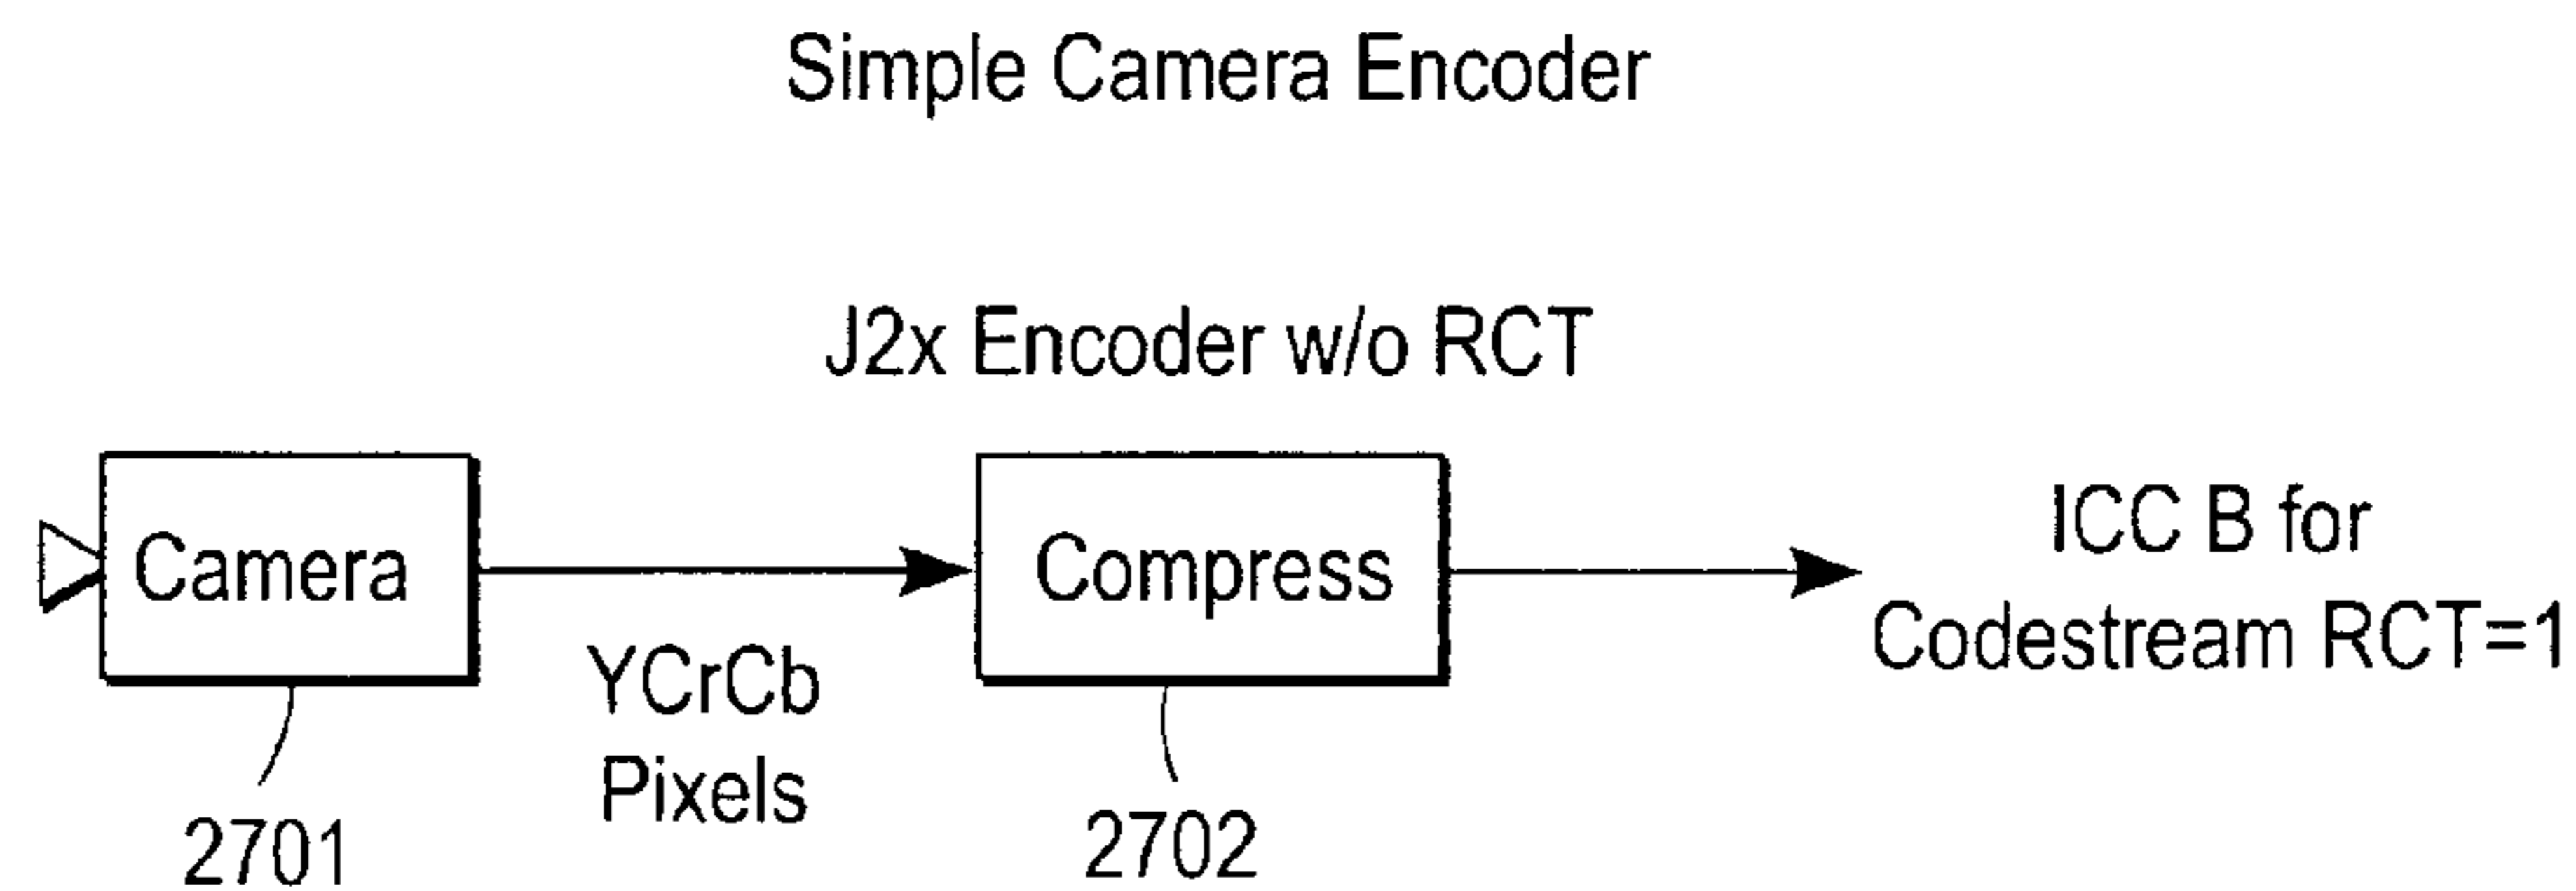 Simple Camera Encoder
J2x Encoder w/o RCT
Camera
YCrCb
Pixels
Compress
ICC B for
Codestream RCT=1
2701
2702